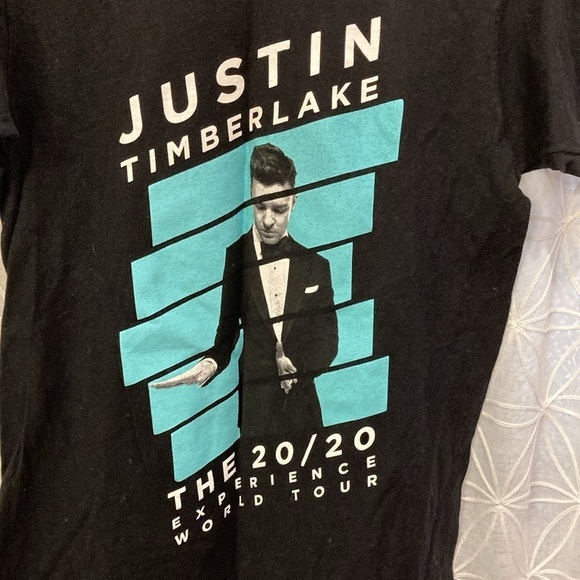 JUSTIN
TIMBERLAKE
THE 20/20
EXPERIENCE
WORLD TOUR